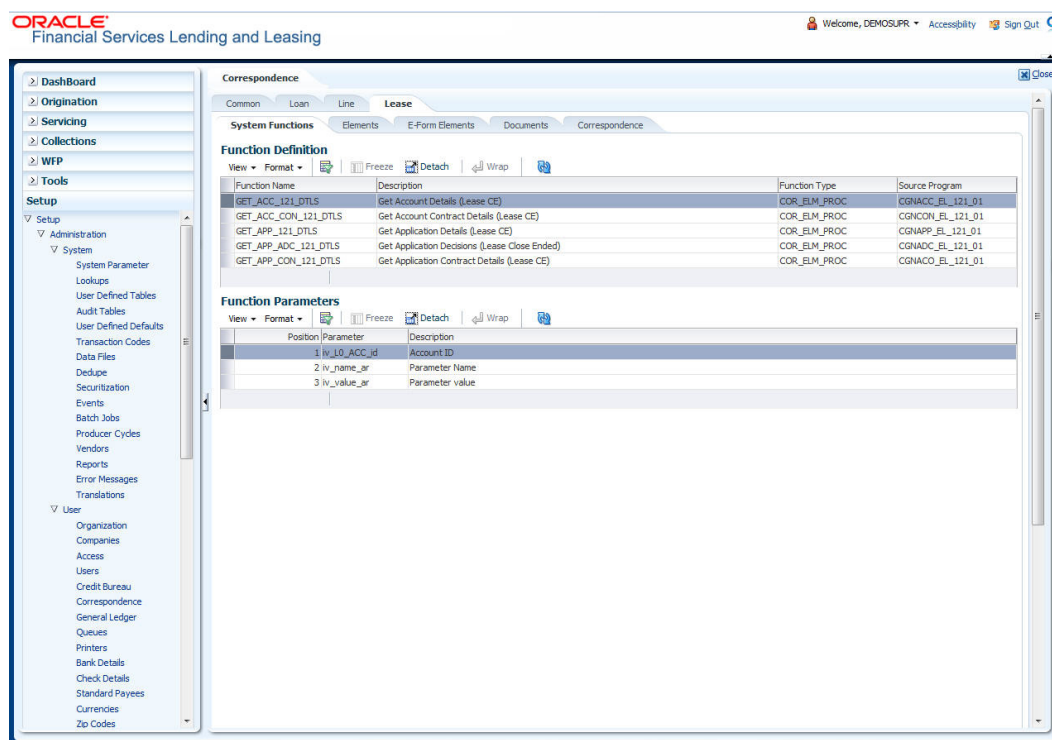 ORACLE
Financial Services Lending and Leasing
Welcome, DEMOSUPR Accessibility Sign Out
Close
DashBoard
Origination
Servicing
Collections
WFP
Tools
Setup
Setup
Administration
System
System Parameter
Lookups
User Defined Tables
Audit Tables
User Defined Defaults
Transaction Codes
Data Files
Dedupe
Securitization
Events
Batch Jobs
Producer Cycles
Vendors
Reports
Error Messages
Translations
User
Organization
Companies
Access
Users
Credit Bureau
Correspondence
General Ledger
Queues
Printers
Bank Details
Check Details
Standard Payees
Currencies
Zip Codes
Correspondence
Common Loan Line Lease
System Functions Elements E-Form Elements Documents Correspondence
Function Definition
View Format Freeze Detach Wrap
Function Name Description Function Type Source Program
GET_ACC_121_DTLS Get Account Details (Lease CE) COR_ELM_PROC CGNACC_EL_121_01
GET_ACC_CON_121_DTLS Get Account Contract Details (Lease CE) COR_ELM_PROC CGNCON_EL_121_01
GET_APP_121_DTLS Get Application Details (Lease CE) COR_ELM_PROC CGNAPP_EL_121_01
GET_APP_ADC_121_DTLS Get Application Decisions (Lease Close Ended) COR_ELM_PROC CGNADC_EL_121_01
GET_APP_CON_121_DTLS Get Application Contract Details (Lease CE) COR_ELM_PROC CGNACO_EL_121_01
Function Parameters
View Format Freeze Detach Wrap
Position Parameter Description
1 iv_L0_ACC_id Account ID
2 iv_name_ar Parameter Name
3 iv_value_ar Parameter value